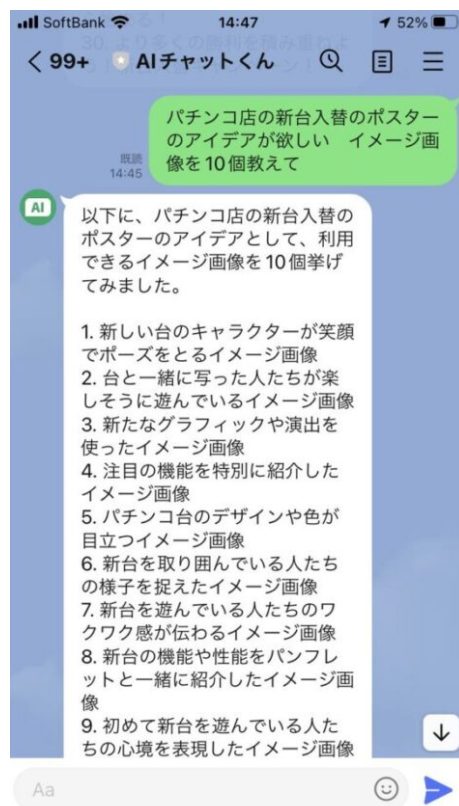 SoftBank 14:47 52%
30. より多くの勝利を積み重ねよ
99+ AIチャットくん
パチンコ店の新台入替のポスター
のアイデアが欲しい イメージ画
像を10個教えて
既読
14:45
AI
以下に、パチンコ店の新台入替の
ポスターのアイデアとして、利用
できるイメージ画像を10個挙げ
てみました。
1. 新しい台のキャラクターが笑顔
でポーズをとるイメージ画像
2. 台と一緒に写った人たちが楽
しそうに遊んでいるイメージ画像
3. 新たなグラフィックや演出を
使ったイメージ画像
4. 注目の機能を特別に紹介した
イメージ画像
5. パチンコ台のデザインや色が
目立つイメージ画像
6. 新台を取り囲んでいる人たち
の様子を捉えたイメージ画像
7. 新台を遊んでいる人たちのワ
クワク感が伝わるイメージ画像
8. 新台の機能や性能をパンフレ
ットと一緒に紹介したイメージ画
像
9. 初めて新台を遊んでいる人た
ちの心境を表現したイメージ画像
Aa